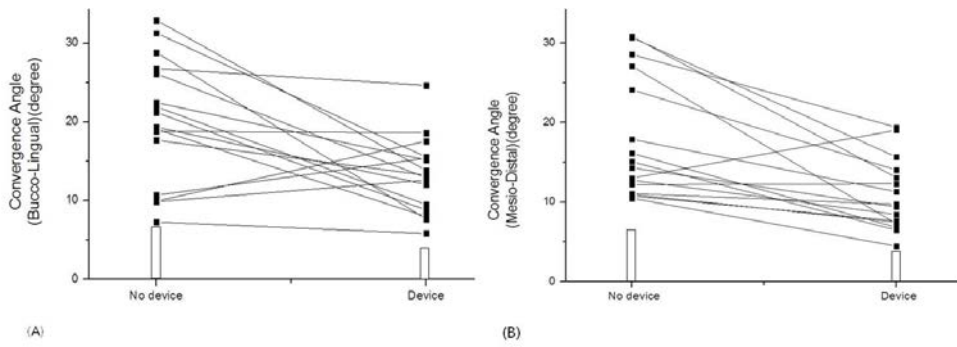 Convergence Angle
(Bucco-Lingual)(degree)
30
20
10
0
No device
Device
(A)
Convergence Angle
(Mesio-Distal)(degree)
30
20
10
0
No device
Device
(B)